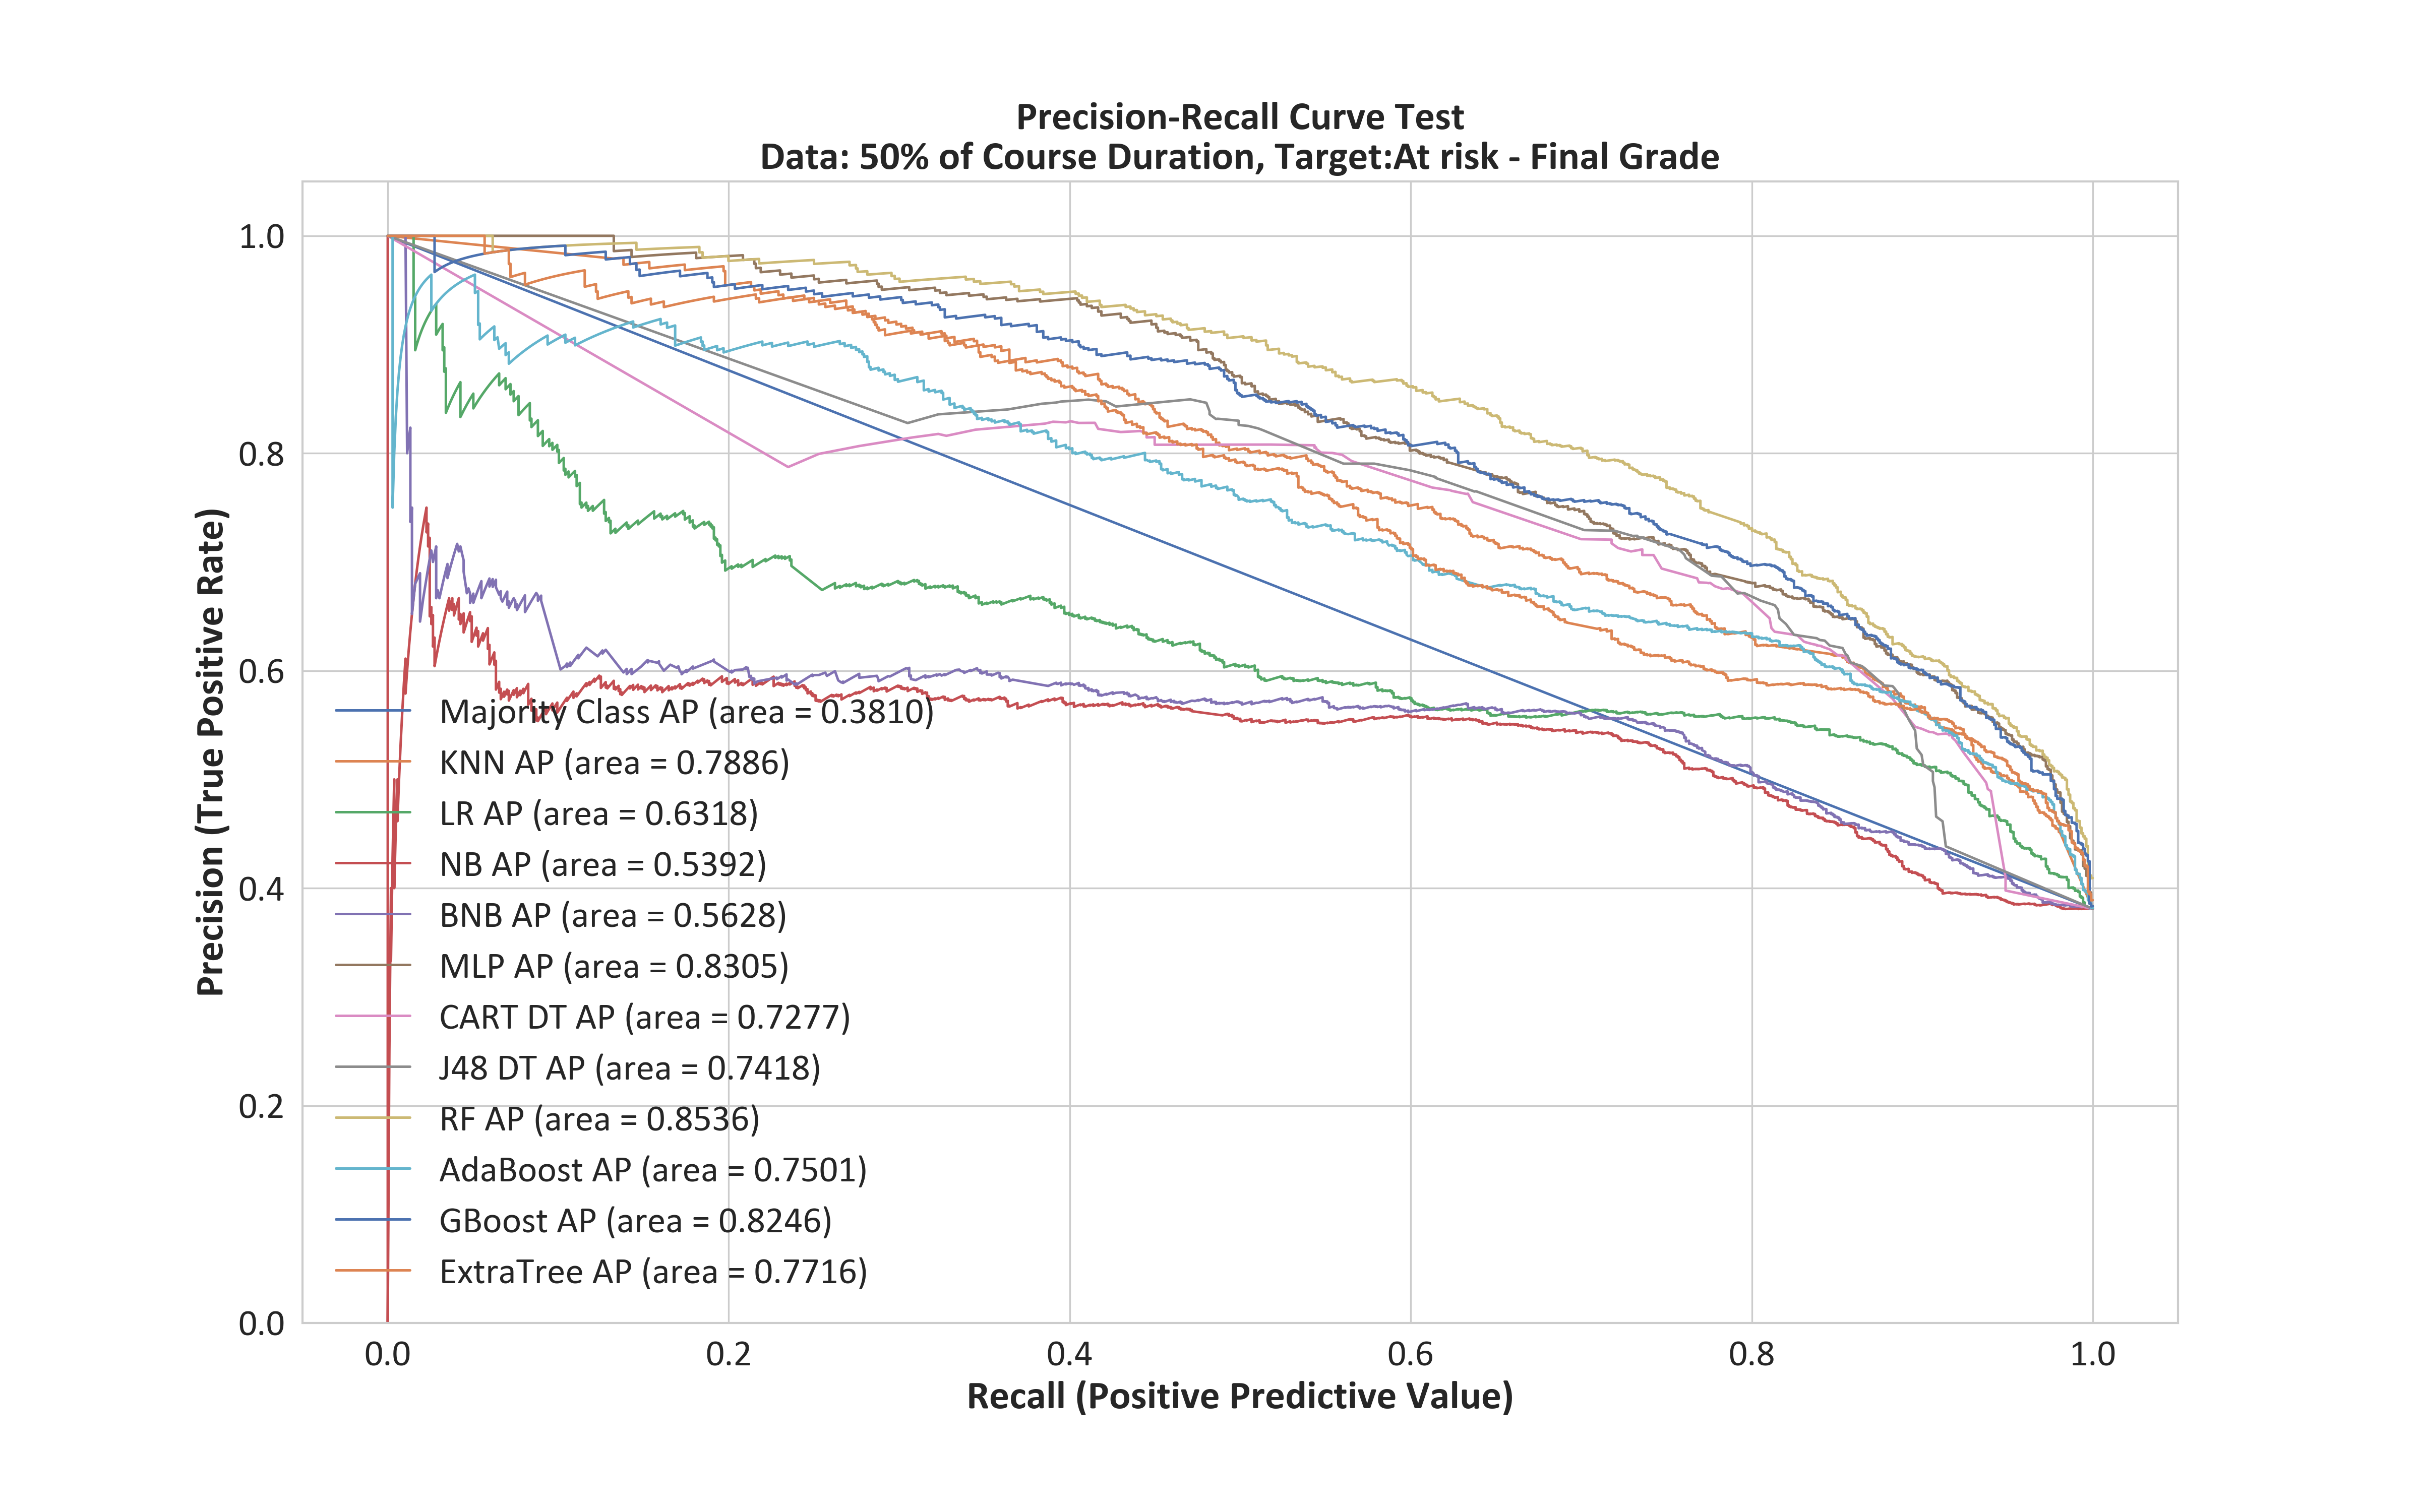 Precision-Recall Curve Test
Data: 50% of Course Duration, Target:At risk - Final Grade
Precision (True Positive Rate)
1.0
0.8
0.6
0.4
0.2
0.0
Majority Class AP (area = 0.3810)
KNN AP (area = 0.7886)
LR AP (area = 0.6318)
NB AP (area = 0.5392)
BNB AP (area = 0.5628)
MLP AP (area = 0.8305)
CART DT AP (area = 0.7277)
J48 DT AP (area = 0.7418)
RF AP (area = 0.8536)
AdaBoost AP (area = 0.7501)
GBoost AP (area = 0.8246)
ExtraTree AP (area = 0.7716)
0.0 0.2 0.4 0.6 0.8 1.0
Recall (Positive Predictive Value)